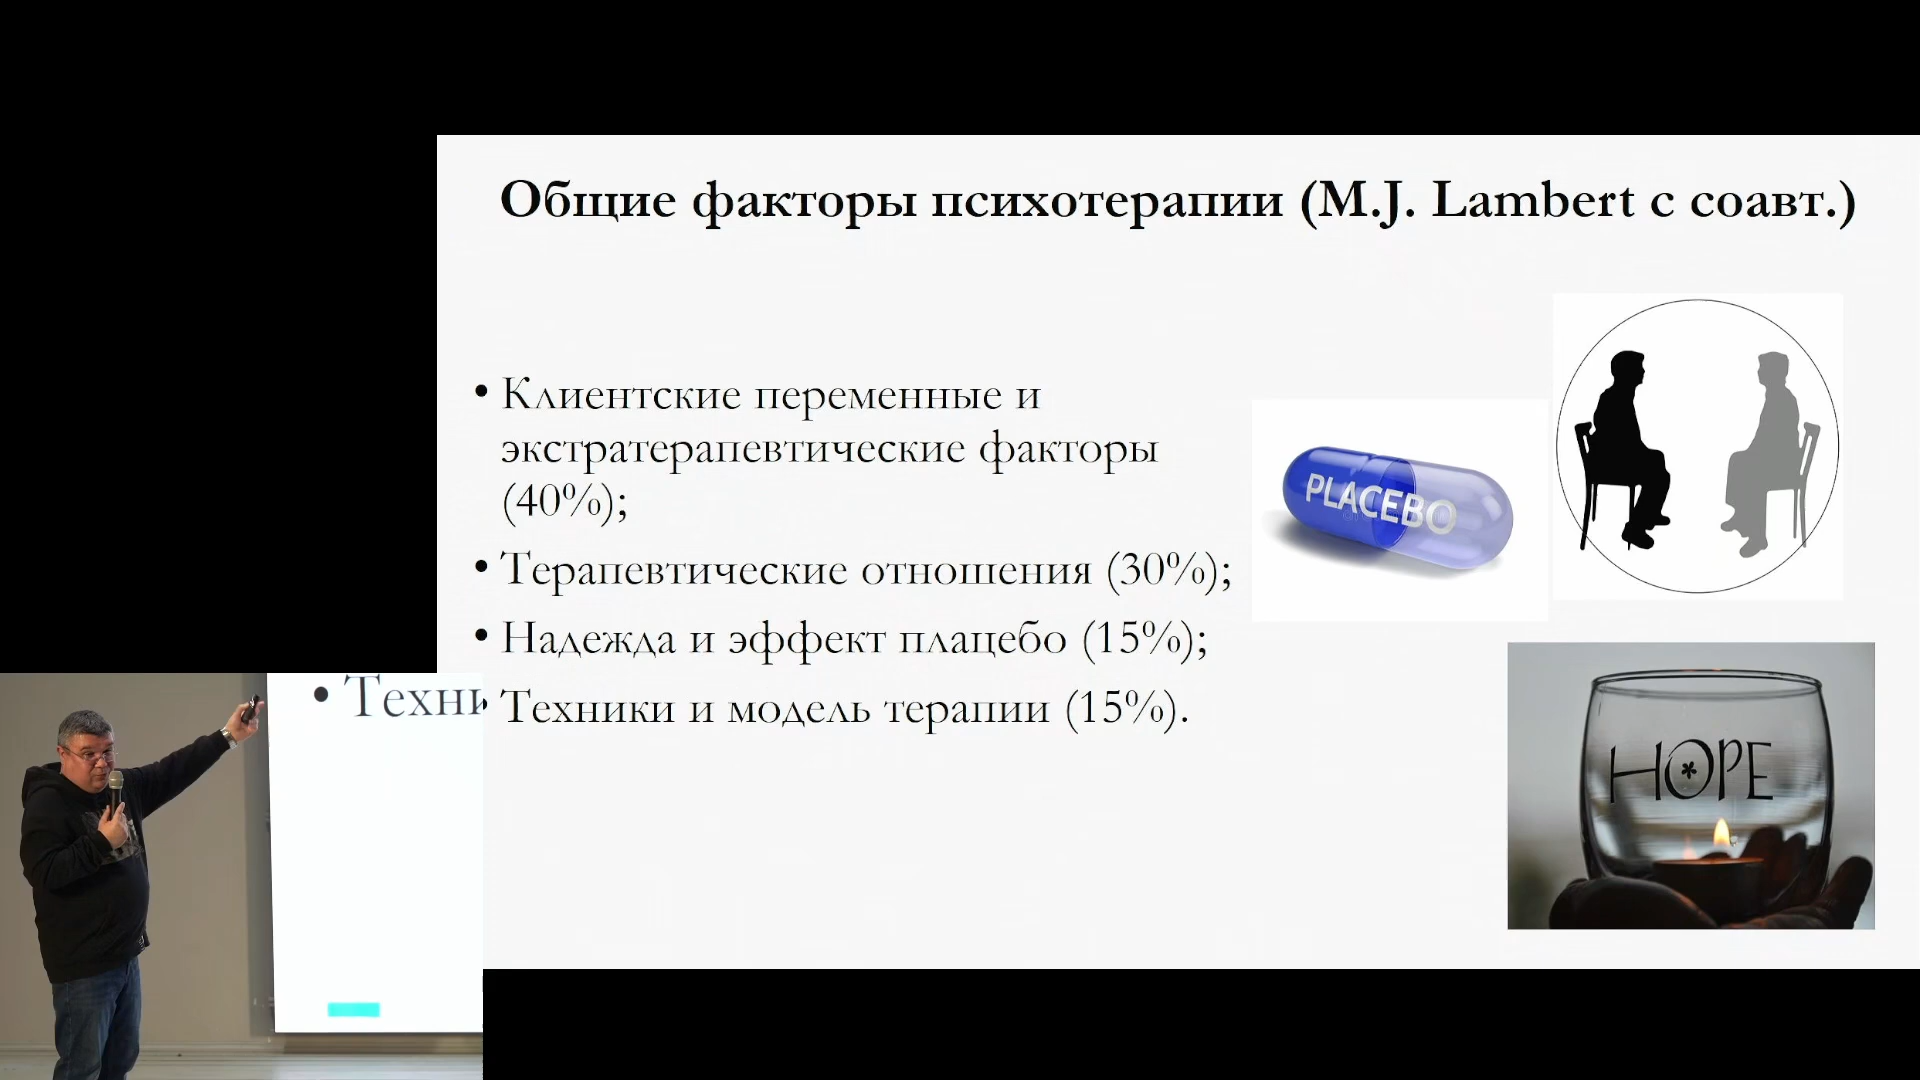 Общие факторы психотерапии (M.J. Lambert с соавт.)
• Клиентские переменные и
экстратерапевтические факторы
(40%);
• Терапевтические отношения (30%);
• Надежда и эффект плацебо (15%);
• Техники и модель терапии (15%).
PLACEBO
HOPE
• Техни